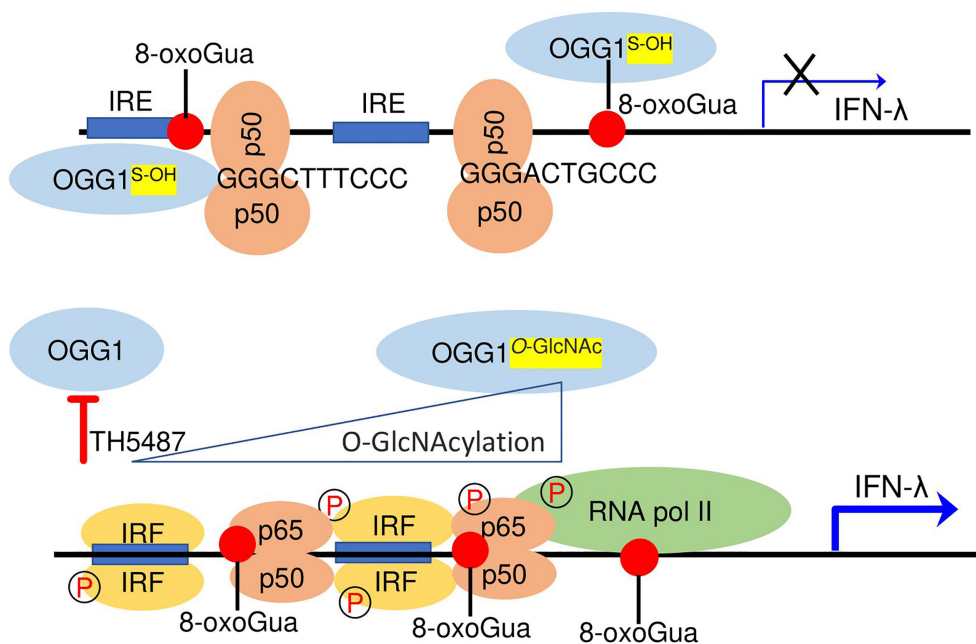 8-oxoGua
OGG1S-OH
IRE
p50
IRE
p50
8-oxoGua
IFN-λ
OGG1S-OH
GGGCTTTCCC
GGGACTGCCC
p50
p50
OGG1
OGG1O-GlcNAc
TH5487
O-GlcNAcylation
P
P
P
RNA pol II
IFN-λ
IRF
p65
IRF
p65
P
IRF
p50
P
IRF
p50
8-oxoGua
8-oxoGua
8-oxoGua